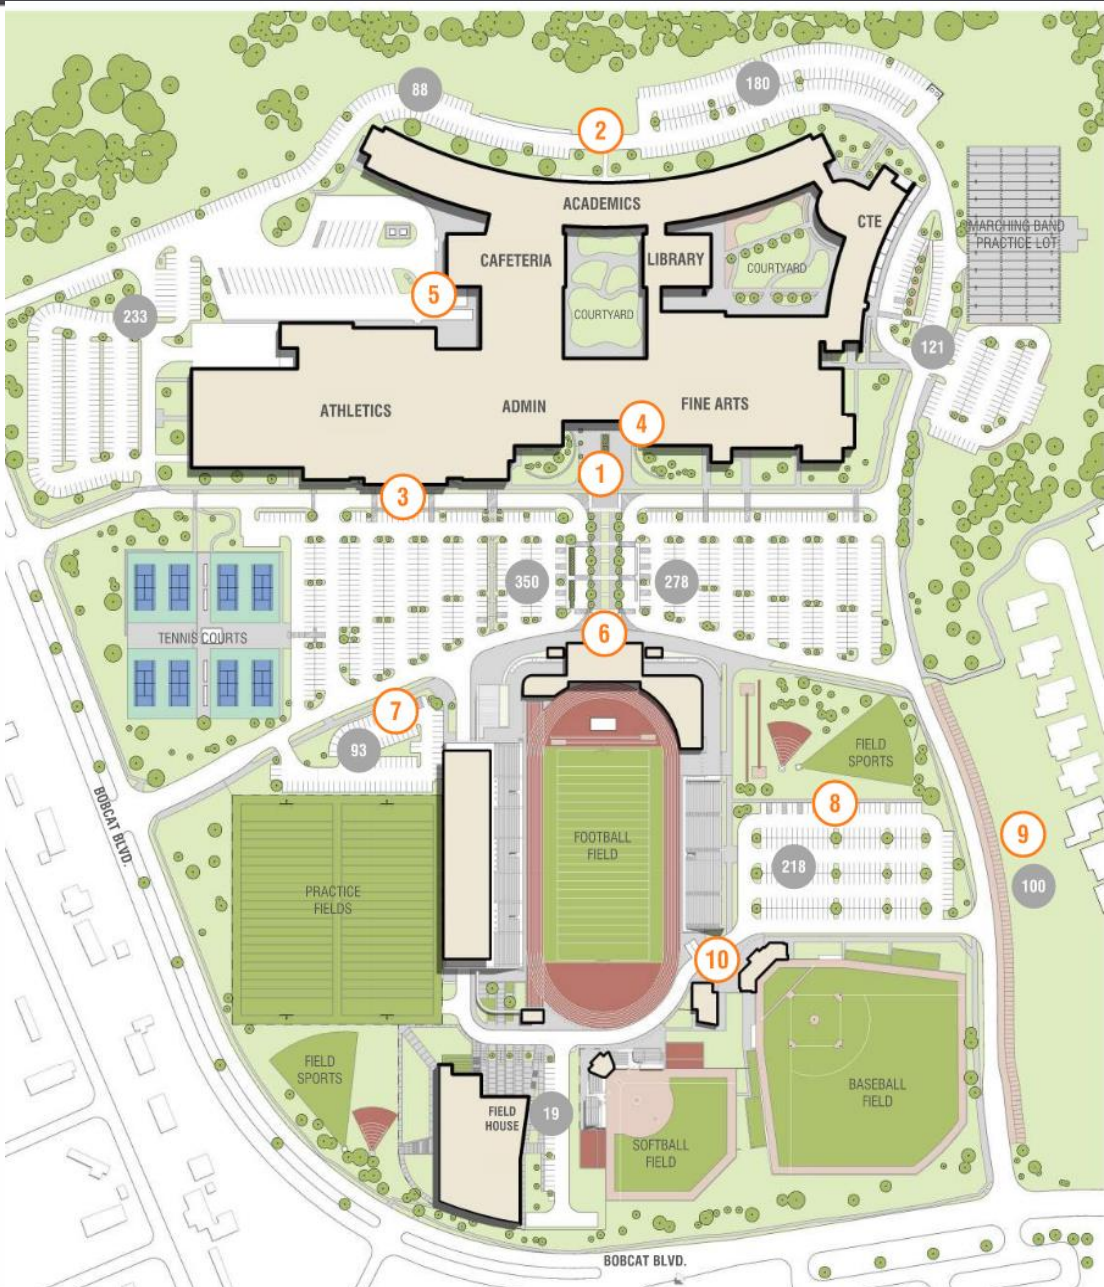 88
180
2
ACADEMICS
CTE
MARCHING BAND
PRACTICE LOT
CAFETERIA
LIBRARY
COURTYARD
5
COURTYARD
233
121
ATHLETICS
ADMIN
FINE ARTS
4
1
3
350
278
TENNIS COURTS
6
7
93
FIELD
SPORTS
8
BOBCAT BLVD.
FOOTBALL
FIELD
9
218
100
PRACTICE
FIELDS
10
FIELD
SPORTS
BASEBALL
FIELD
FIELD
HOUSE
19
SOFTBALL
FIELD
BOBCAT BLVD.